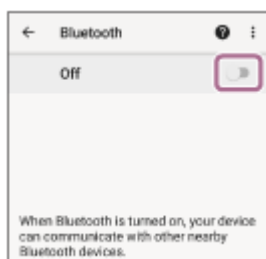 Bluetooth
Off
When Bluetooth is turned on, your device
can communicate with other nearby
Bluetooth devices.